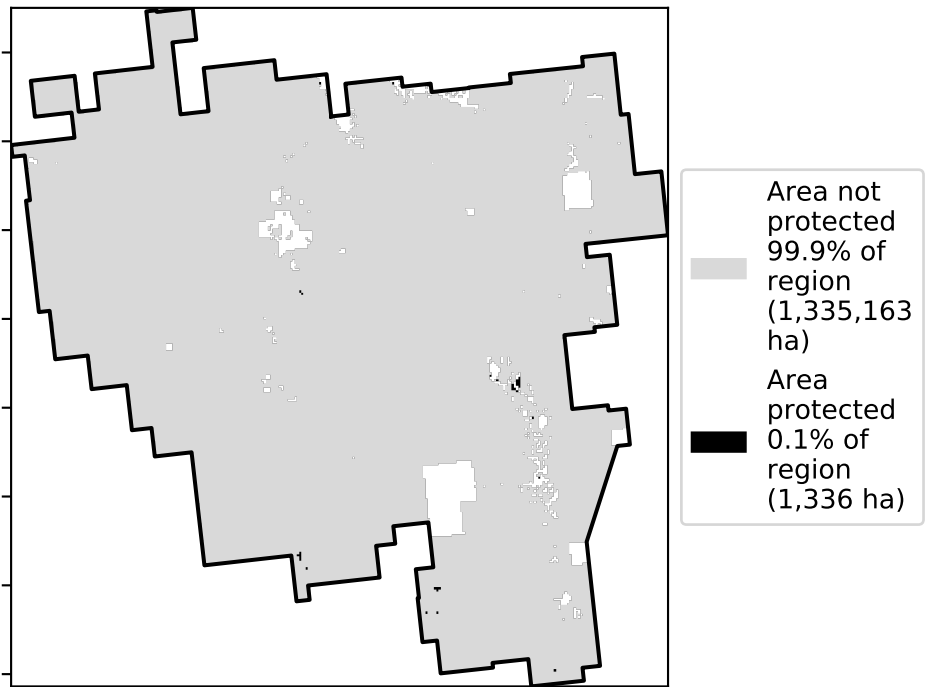 Area not
protected
99.9% of
region
(1,335,163
ha)
Area
protected
0.1% of
region
(1,336 ha)